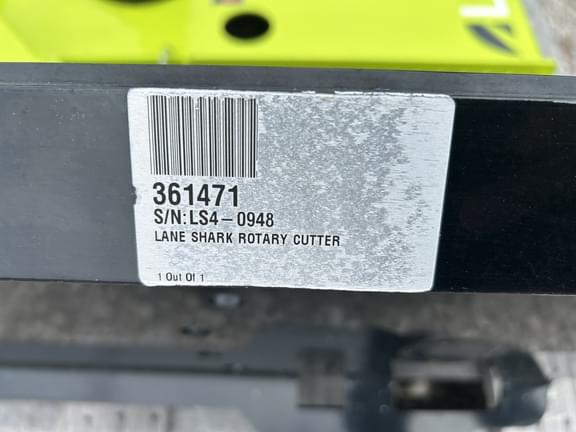 361471
S/N:LS4-0948
LANE SHARK ROTARY CUTTER
1 Out Of 1